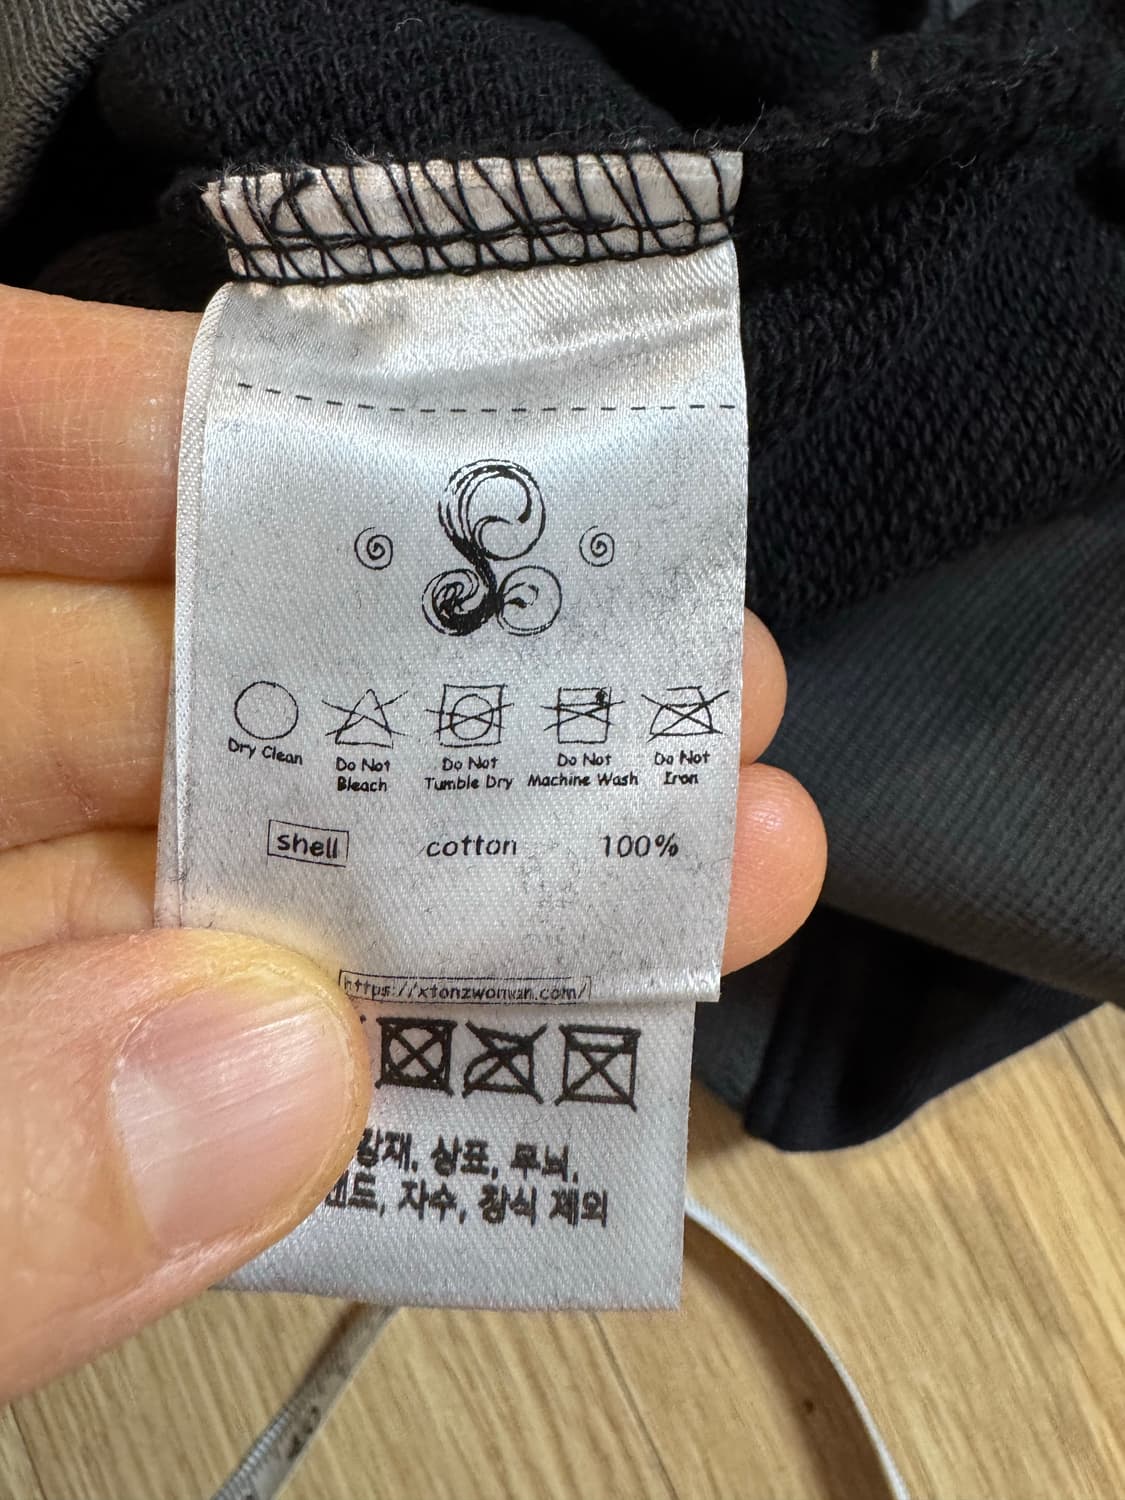 Dry Clean
Do Not Bleach
Do Not Tumble Dry
Do Not Machine Wash
Do Not Iron
shell cotton 100%
https://xtonzwoman.com/
상표, 무늬,
자수, 장식 제외